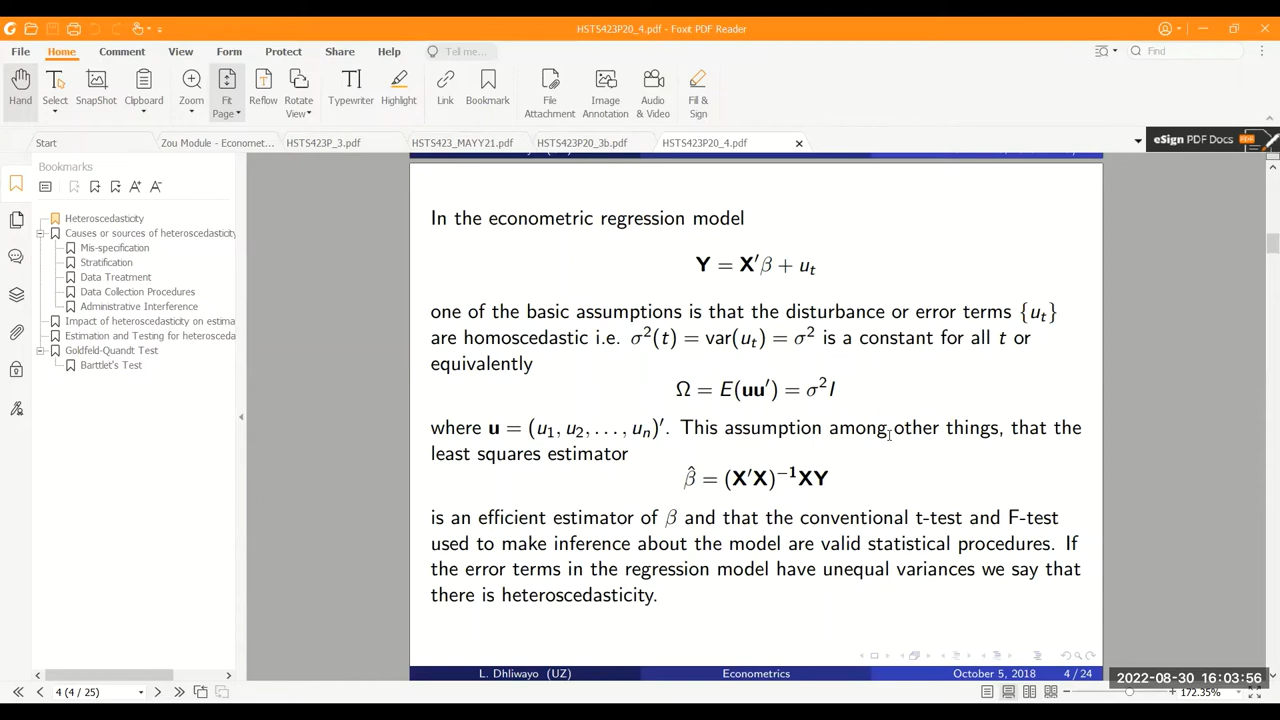 HSTS423P20_4.pdf - Foxit PDF Reader
File Home Comment View Form Protect Share Help Tell me... Find
Hand Select SnapShot Clipboard Zoom Fit Page Reflow Rotate View Typewriter Highlight Link Bookmark File Attachment Image Annotation Audio & Video Fill & Sign
Start Zou Module - Economet... HSTS423P_3.pdf HSTS423_MAYY21.pdf HSTS423P20_3b.pdf HSTS423P20_4.pdf eSign PDF Docs
Bookmarks
Heteroscedasticity
Causes or sources of heteroscedasticity
Mis-specification
Stratification
Data Treatment
Data Collection Procedures
Administrative Interference
Impact of heteroscedasticity on estima
Estimation and Testing for heterosceda
Goldfeld-Quandt Test
Barttlet's Test
In the econometric regression model
Y = X′β + u_t
one of the basic assumptions is that the disturbance or error terms {u_t}
are homoscedastic i.e. σ²(t) = var(u_t) = σ² is a constant for all t or
equivalently
Ω = E(uu′) = σ²I
where u = (u₁, u₂, . . . , u_n)′. This assumption among other things, that the
least squares estimator
β̂ = (X′X)⁻¹XY
is an efficient estimator of β and that the conventional t-test and F-test
used to make inference about the model are valid statistical procedures. If
the error terms in the regression model have unequal variances we say that
there is heteroscedasticity.
L. Dhliwayo (UZ) Econometrics October 5, 2018 4 / 24
4 (4 / 25)
2022-08-30 16:03:56
172.35%